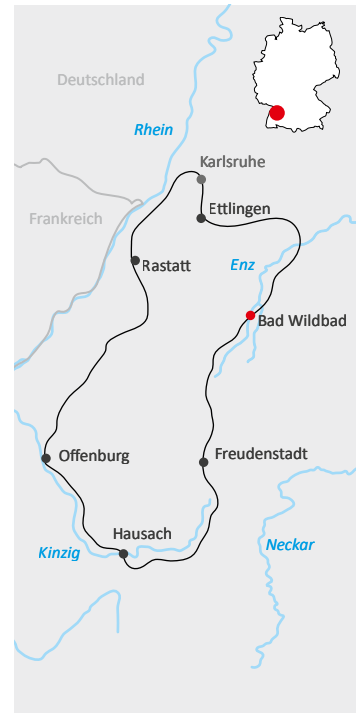 Deutschland
Rhein
Karlsruhe
Ettlingen
Frankreich
Rastatt
Enz
Bad Wildbad
Offenburg
Freudenstadt
Hausach
Kinzig
Neckar